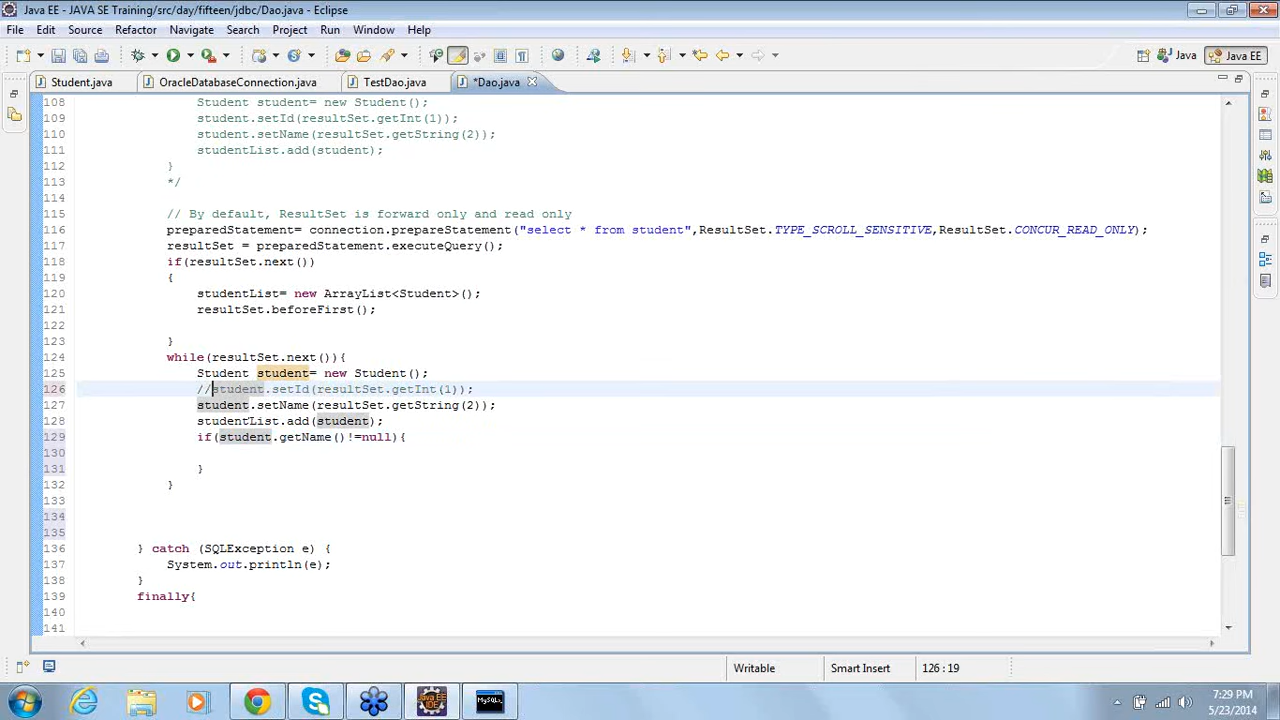 Java EE - JAVA SE Training/src/day/fifteen/jdbc/Dao.java - Eclipse
File Edit Source Refactor Navigate Search Project Run Window Help
Java Java EE
Student.java OracleDatabaseConnection.java TestDao.java *Dao.java
108 Student student= new Student();
109 student.setId(resultSet.getInt(1));
110 student.setName(resultSet.getString(2));
111 studentList.add(student);
112 }
113 */
114
115 // By default, ResultSet is forward only and read only
116 preparedStatement= connection.prepareStatement("select * from student",ResultSet.TYPE_SCROLL_SENSITIVE,ResultSet.CONCUR_READ_ONLY);
117 resultSet = preparedStatement.executeQuery();
118 if(resultSet.next())
119 {
120 studentList= new ArrayList<Student>();
121 resultSet.beforeFirst();
122
123 }
124 while(resultSet.next()){
125 Student student= new Student();
126 //student.setId(resultSet.getInt(1));
127 student.setName(resultSet.getString(2));
128 studentList.add(student);
129 if(student.getName()!=null){
130
131 }
132 }
133
134
135
136 } catch (SQLException e) {
137 System.out.println(e);
138 }
139 finally{
140
141
Writable Smart Insert 126 : 19
7:29 PM
5/23/2014